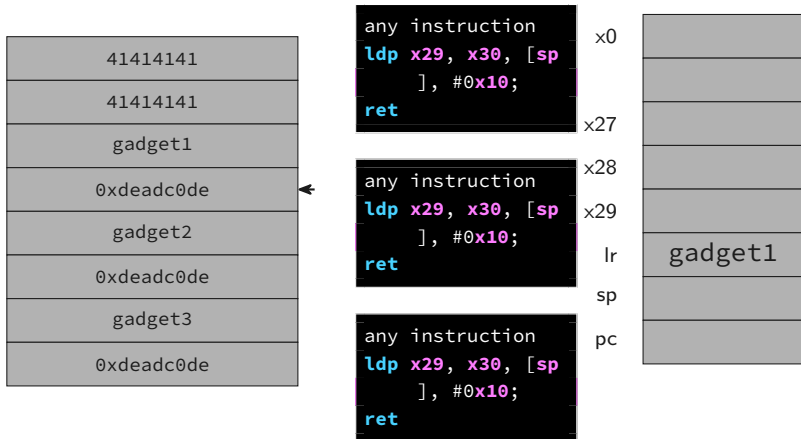 41414141
41414141
gadget1
0xdeadc0de
gadget2
0xdeadc0de
gadget3
0xdeadc0de
any instruction
ldp x29, x30, [sp
], #0x10;
ret
any instruction
ldp x29, x30, [sp
], #0x10;
ret
any instruction
ldp x29, x30, [sp
], #0x10;
ret
x0
x27
x28
x29
lr
gadget1
sp
pc